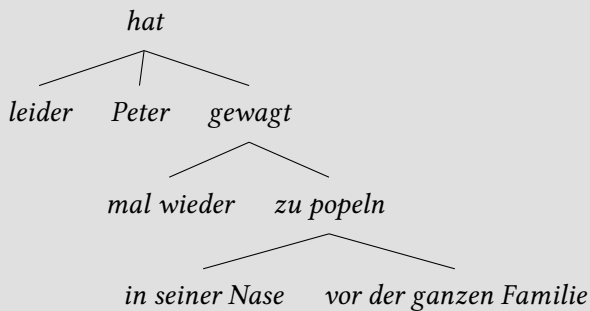 hat
leider Peter gewagt
mal wieder zu popeln
in seiner Nase vor der ganzen Familie